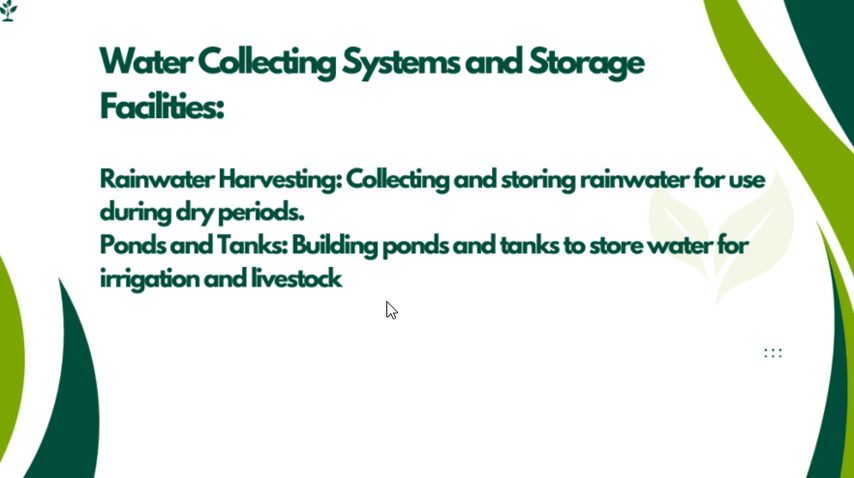 Water Collecting Systems and Storage
Facilities:
Rainwater Harvesting: Collecting and storing rainwater for use
during dry periods.
Ponds and Tanks: Building ponds and tanks to store water for
irrigation and livestock